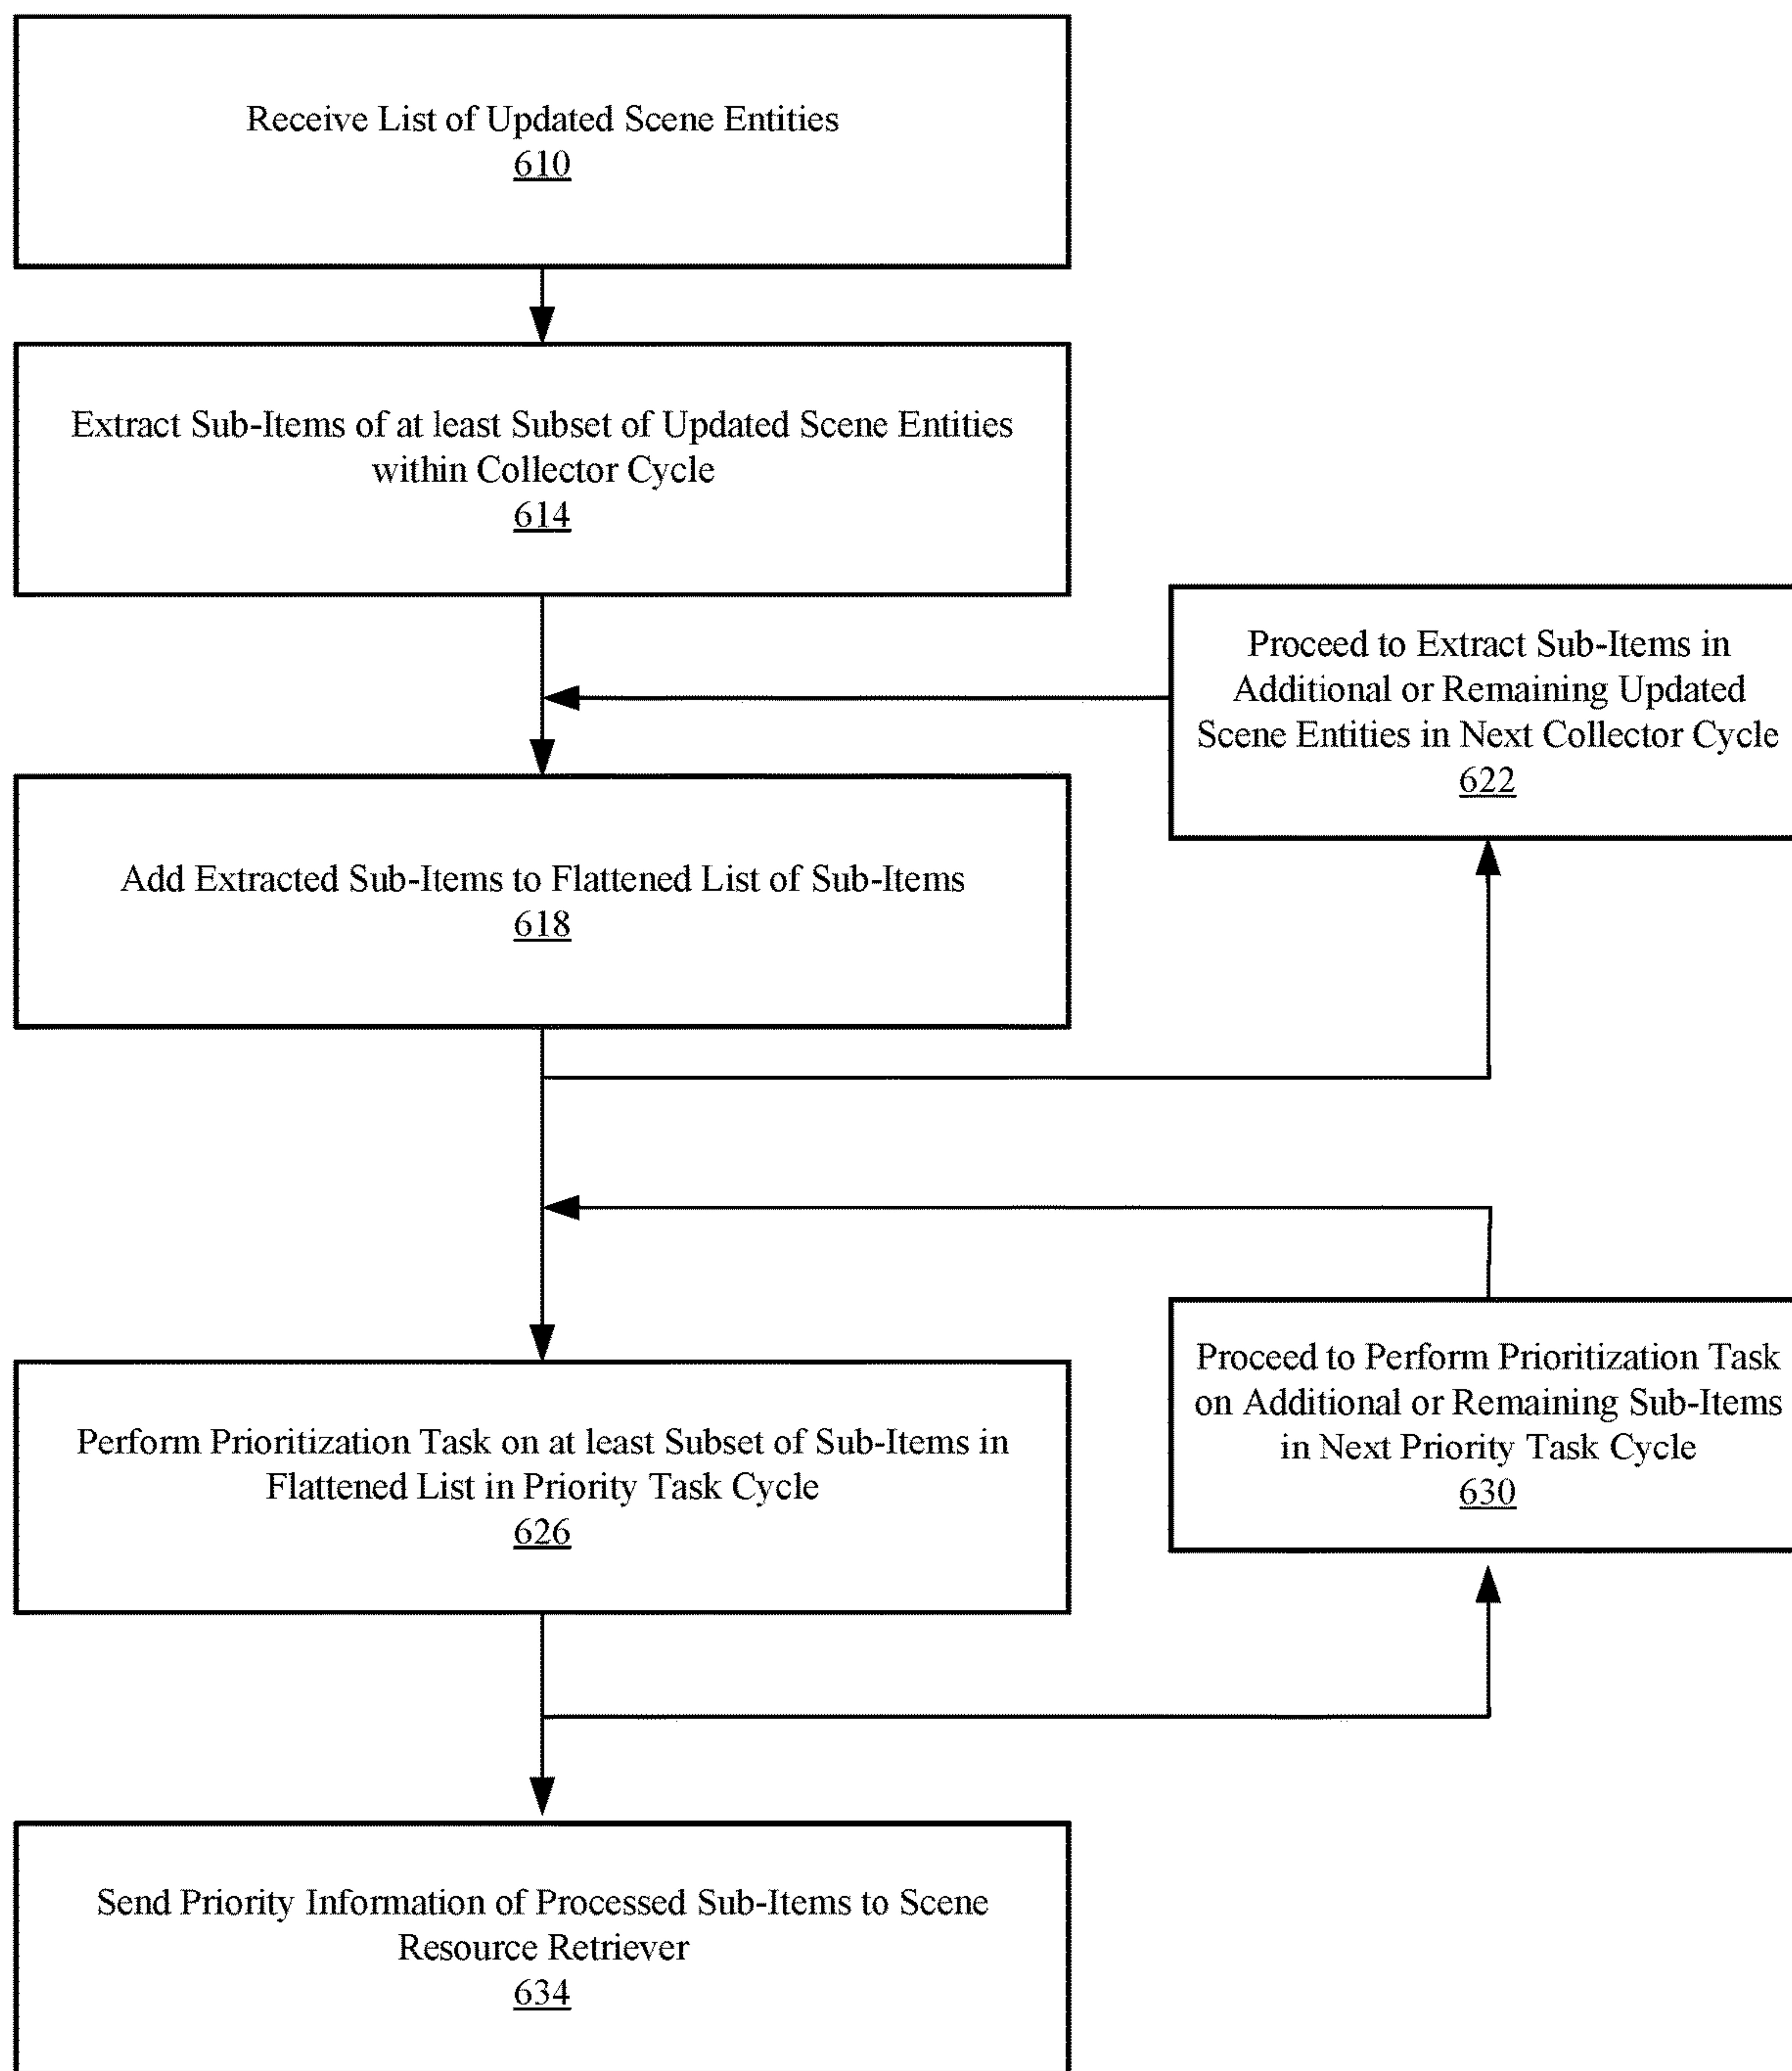 Receive List of Updated Scene Entities
610
Extract Sub-Items of at least Subset of Updated Scene Entities
within Collector Cycle
614
Proceed to Extract Sub-Items in
Additional or Remaining Updated
Scene Entities in Next Collector Cycle
622
Add Extracted Sub-Items to Flattened List of Sub-Items
618
Proceed to Perform Prioritization Task
on Additional or Remaining Sub-Items
in Next Priority Task Cycle
630
Perform Prioritization Task on at least Subset of Sub-Items in
Flattened List in Priority Task Cycle
626
Send Priority Information of Processed Sub-Items to Scene
Resource Retriever
634